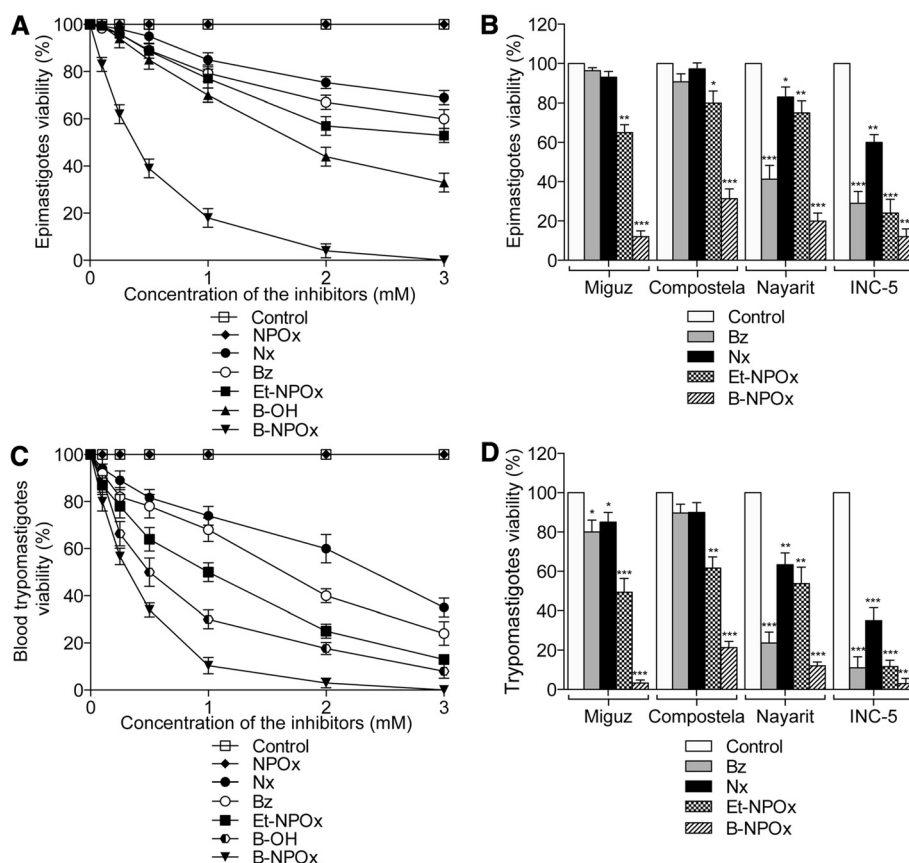 A
Epimastigotes viability (%)
100
80
60
40
20
0
0 1 2 3
Concentration of the inhibitors (mM)
Control
NPOx
Nx
Bz
Et-NPOx
B-OH
B-NPOx
B
Epimastigotes viability (%)
120
100
80
60
40
20
0
** *** * *** *** * ** *** *** ** *** **
Miguz Compostela Nayarit INC-5
Control
Bz
Nx
Et-NPOx
B-NPOx
C
Blood trypomastigotes
viability (%)
100
80
60
40
20
0
0 1 2 3
Concentration of the inhibitors (mM)
Control
NPOx
Nx
Bz
Et-NPOx
B-OH
B-NPOx
D
Trypomastigotes viability (%)
120
100
80
60
40
20
0
* * *** *** ** *** *** ** ** *** *** *** *** **
Miguz Compostela Nayarit INC-5
Control
Bz
Nx
Et-NPOx
B-NPOx